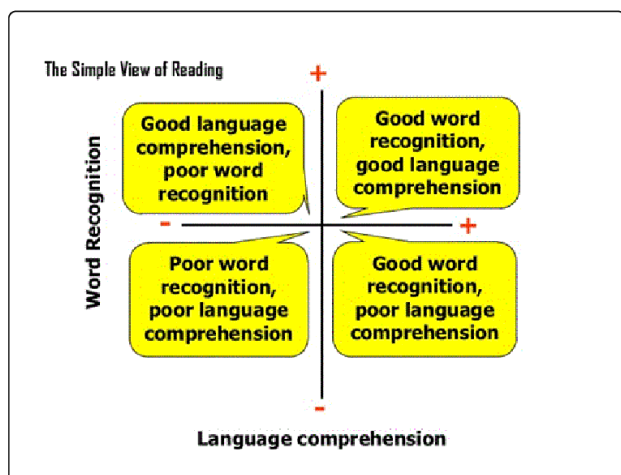 The Simple View of Reading
+
Good language
comprehension,
poor word
recognition
Good word
recognition,
good language
comprehension
Word Recognition
-
+
Poor word
recognition,
poor language
comprehension
Good word
recognition,
poor language
comprehension
-
Language comprehension